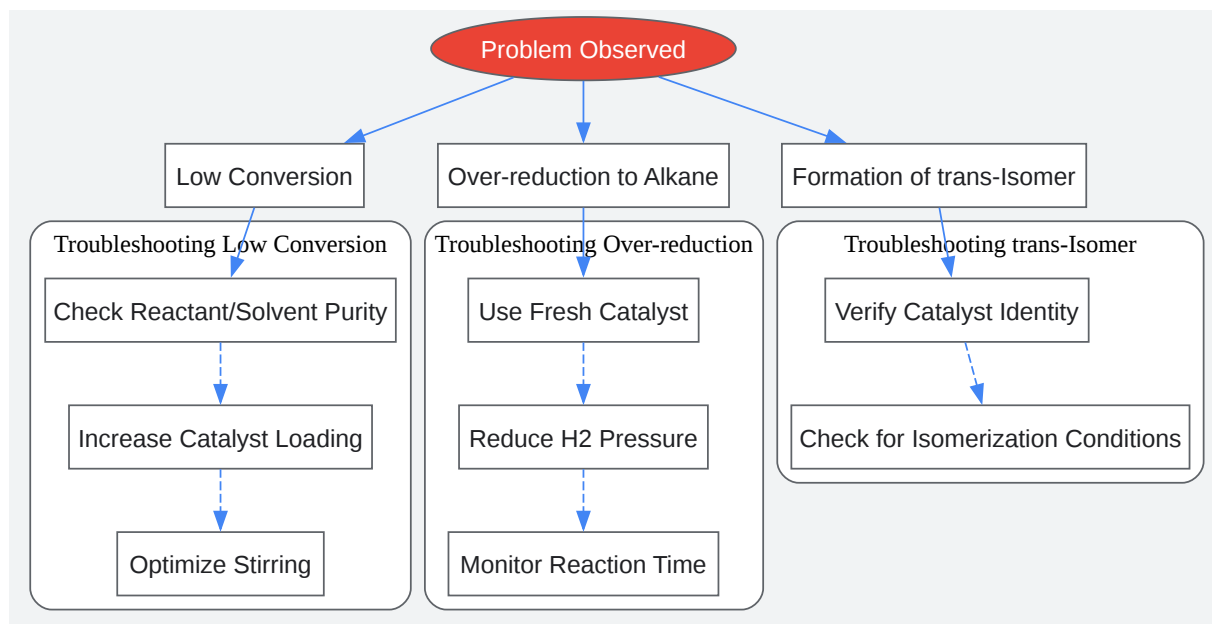 Problem Observed
Low Conversion
Over-reduction to Alkane
Formation of trans-Isomer
Troubleshooting Low Conversion
Check Reactant/Solvent Purity
Increase Catalyst Loading
Optimize Stirring
Troubleshooting Over-reduction
Use Fresh Catalyst
Reduce H2 Pressure
Monitor Reaction Time
Troubleshooting trans-Isomer
Verify Catalyst Identity
Check for Isomerization Conditions